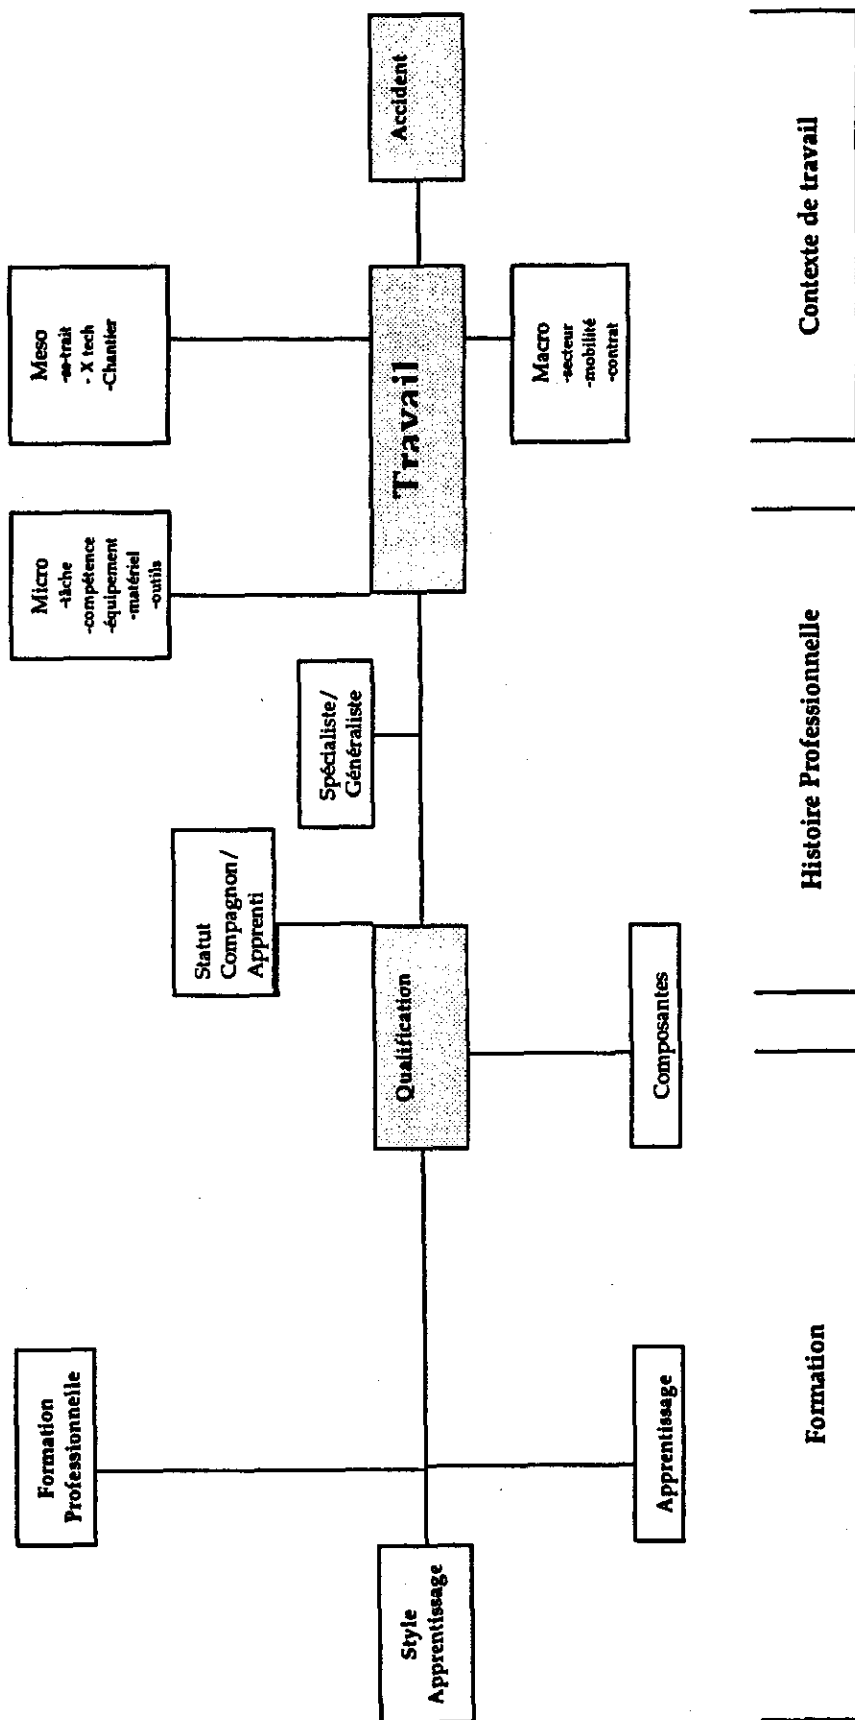 Formation
Professionnelle
Style
Apprentissage
Apprentissage
Statut
Compagnon/
Apprenti
Qualification
Composantes
Spécialiste/
Généraliste
Micro
-tâche
-compétence
-équipement
-matériel
-outils
Meso
- X tech
-Chantier
Travail
Macro
-secteur
-mobilité
-contrat
Accident
Formation
Histoire Professionnelle
Contexte de travail